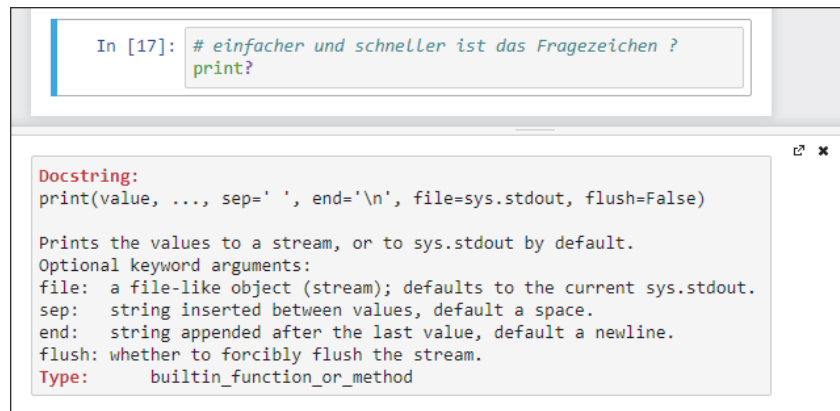 In [17]: # einfacher und schneller ist das Fragezeichen ?
print?
Docstring:
print(value, ..., sep=' ', end='\n', file=sys.stdout, flush=False)
Prints the values to a stream, or to sys.stdout by default.
Optional keyword arguments:
file:  a file-like object (stream); defaults to the current sys.stdout.
sep:   string inserted between values, default a space.
end:   string appended after the last value, default a newline.
flush: whether to forcibly flush the stream.
Type:      builtin_function_or_method